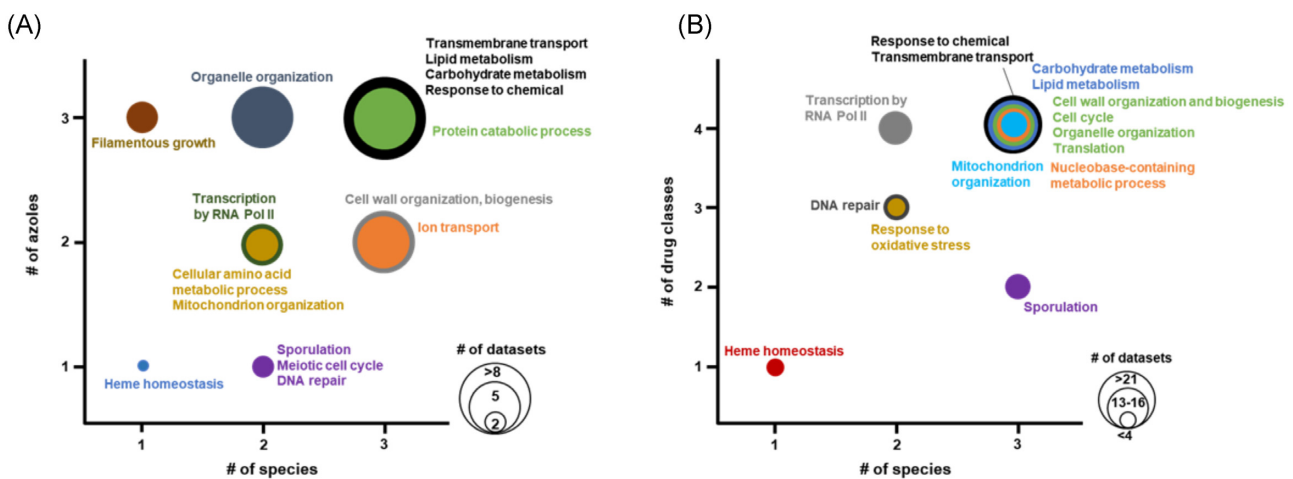 (A)
Transmembrane transport
Lipid metabolism
Carbohydrate metabolism
Response to chemical
Organelle organization
Protein catabolic process
Filamentous growth
Transcription
by RNA Pol II
Cell wall organization, biogenesis
Ion transport
Cellular amino acid
metabolic process
Mitochondrion organization
Sporulation
Meiotic cell cycle
DNA repair
Heme homeostasis
# of azoles
3
2
1
1
2
3
# of species
# of datasets
>8
5
2
(B)
Response to chemical
Transmembrane transport
Carbohydrate metabolism
Lipid metabolism
Cell wall organization and biogenesis
Cell cycle
Organelle organization
Translation
Transcription by
RNA Pol II
Mitochondrion
organization
Nucleobase-containing
metabolic process
DNA repair
Response to
oxidative stress
Sporulation
Heme homeostasis
# of drug classes
4
3
2
1
1
2
3
# of species
# of datasets
>21
13-16
<4